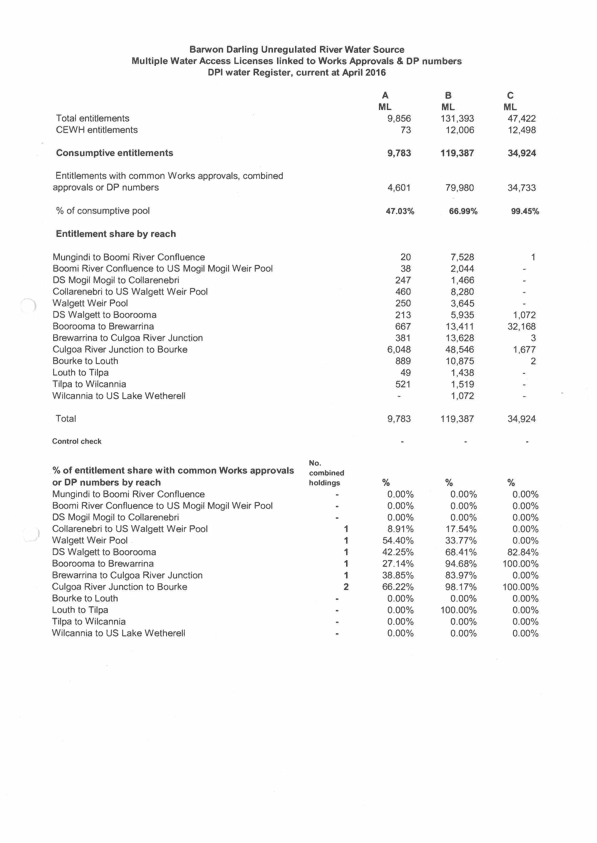 Barwon Darling Unregulated River Water Source
Multiple Water Access Licenses linked to Works Approvals & DP numbers
DPI water Register, current at April 2016
A B C
ML ML ML
Total entitlements 9,856 131,393 47,422
CEWH entitlements 73 12,006 12,498
Consumptive entitlements 9,783 119,387 34,924
Entitlements with common Works approvals, combined
approvals or DP numbers 4,601 79,980 34,733
% of consumptive pool 47.03% 66.99% 99.45%
Entitlement share by reach
Mungindi to Boomi River Confluence 20 7,528 1
Boomi River Confluence to US Mogil Mogil Weir Pool 38 2,044 -
DS Mogil Mogil to Collarenebri 247 1,466 -
Collarenebri to US Walgett Weir Pool 460 8,280 -
Walgett Weir Pool 250 3,645 -
DS Walgett to Boorooma 213 5,935 1,072
Boorooma to Brewarrina 667 13,411 32,168
Brewarrina to Culgoa River Junction 381 13,628 3
Culgoa River Junction to Bourke 6,048 48,546 1,677
Bourke to Louth 889 10,875 2
Louth to Tilpa 49 1,438 -
Tilpa to Wilcannia 521 1,519 -
Wilcannia to US Lake Wetherell - 1,072 -
Total 9,783 119,387 34,924
Control check - - -
No.
% of entitlement share with common Works approvals combined
or DP numbers by reach holdings % % %
Mungindi to Boomi River Confluence - 0.00% 0.00% 0.00%
Boomi River Confluence to US Mogil Mogil Weir Pool - 0.00% 0.00% 0.00%
DS Mogil Mogil to Collarenebri - 0.00% 0.00% 0.00%
Collarenebri to US Walgett Weir Pool 1 8.91% 17.54% 0.00%
Walgett Weir Pool 1 54.40% 33.77% 0.00%
DS Walgett to Boorooma 1 42.25% 68.41% 82.84%
Boorooma to Brewarrina 1 27.14% 94.68% 100.00%
Brewarrina to Culgoa River Junction 1 38.85% 83.97% 0.00%
Culgoa River Junction to Bourke 2 66.22% 98.17% 100.00%
Bourke to Louth - 0.00% 0.00% 0.00%
Louth to Tilpa - 0.00% 100.00% 0.00%
Tilpa to Wilcannia - 0.00% 0.00% 0.00%
Wilcannia to US Lake Wetherell - 0.00% 0.00% 0.00%